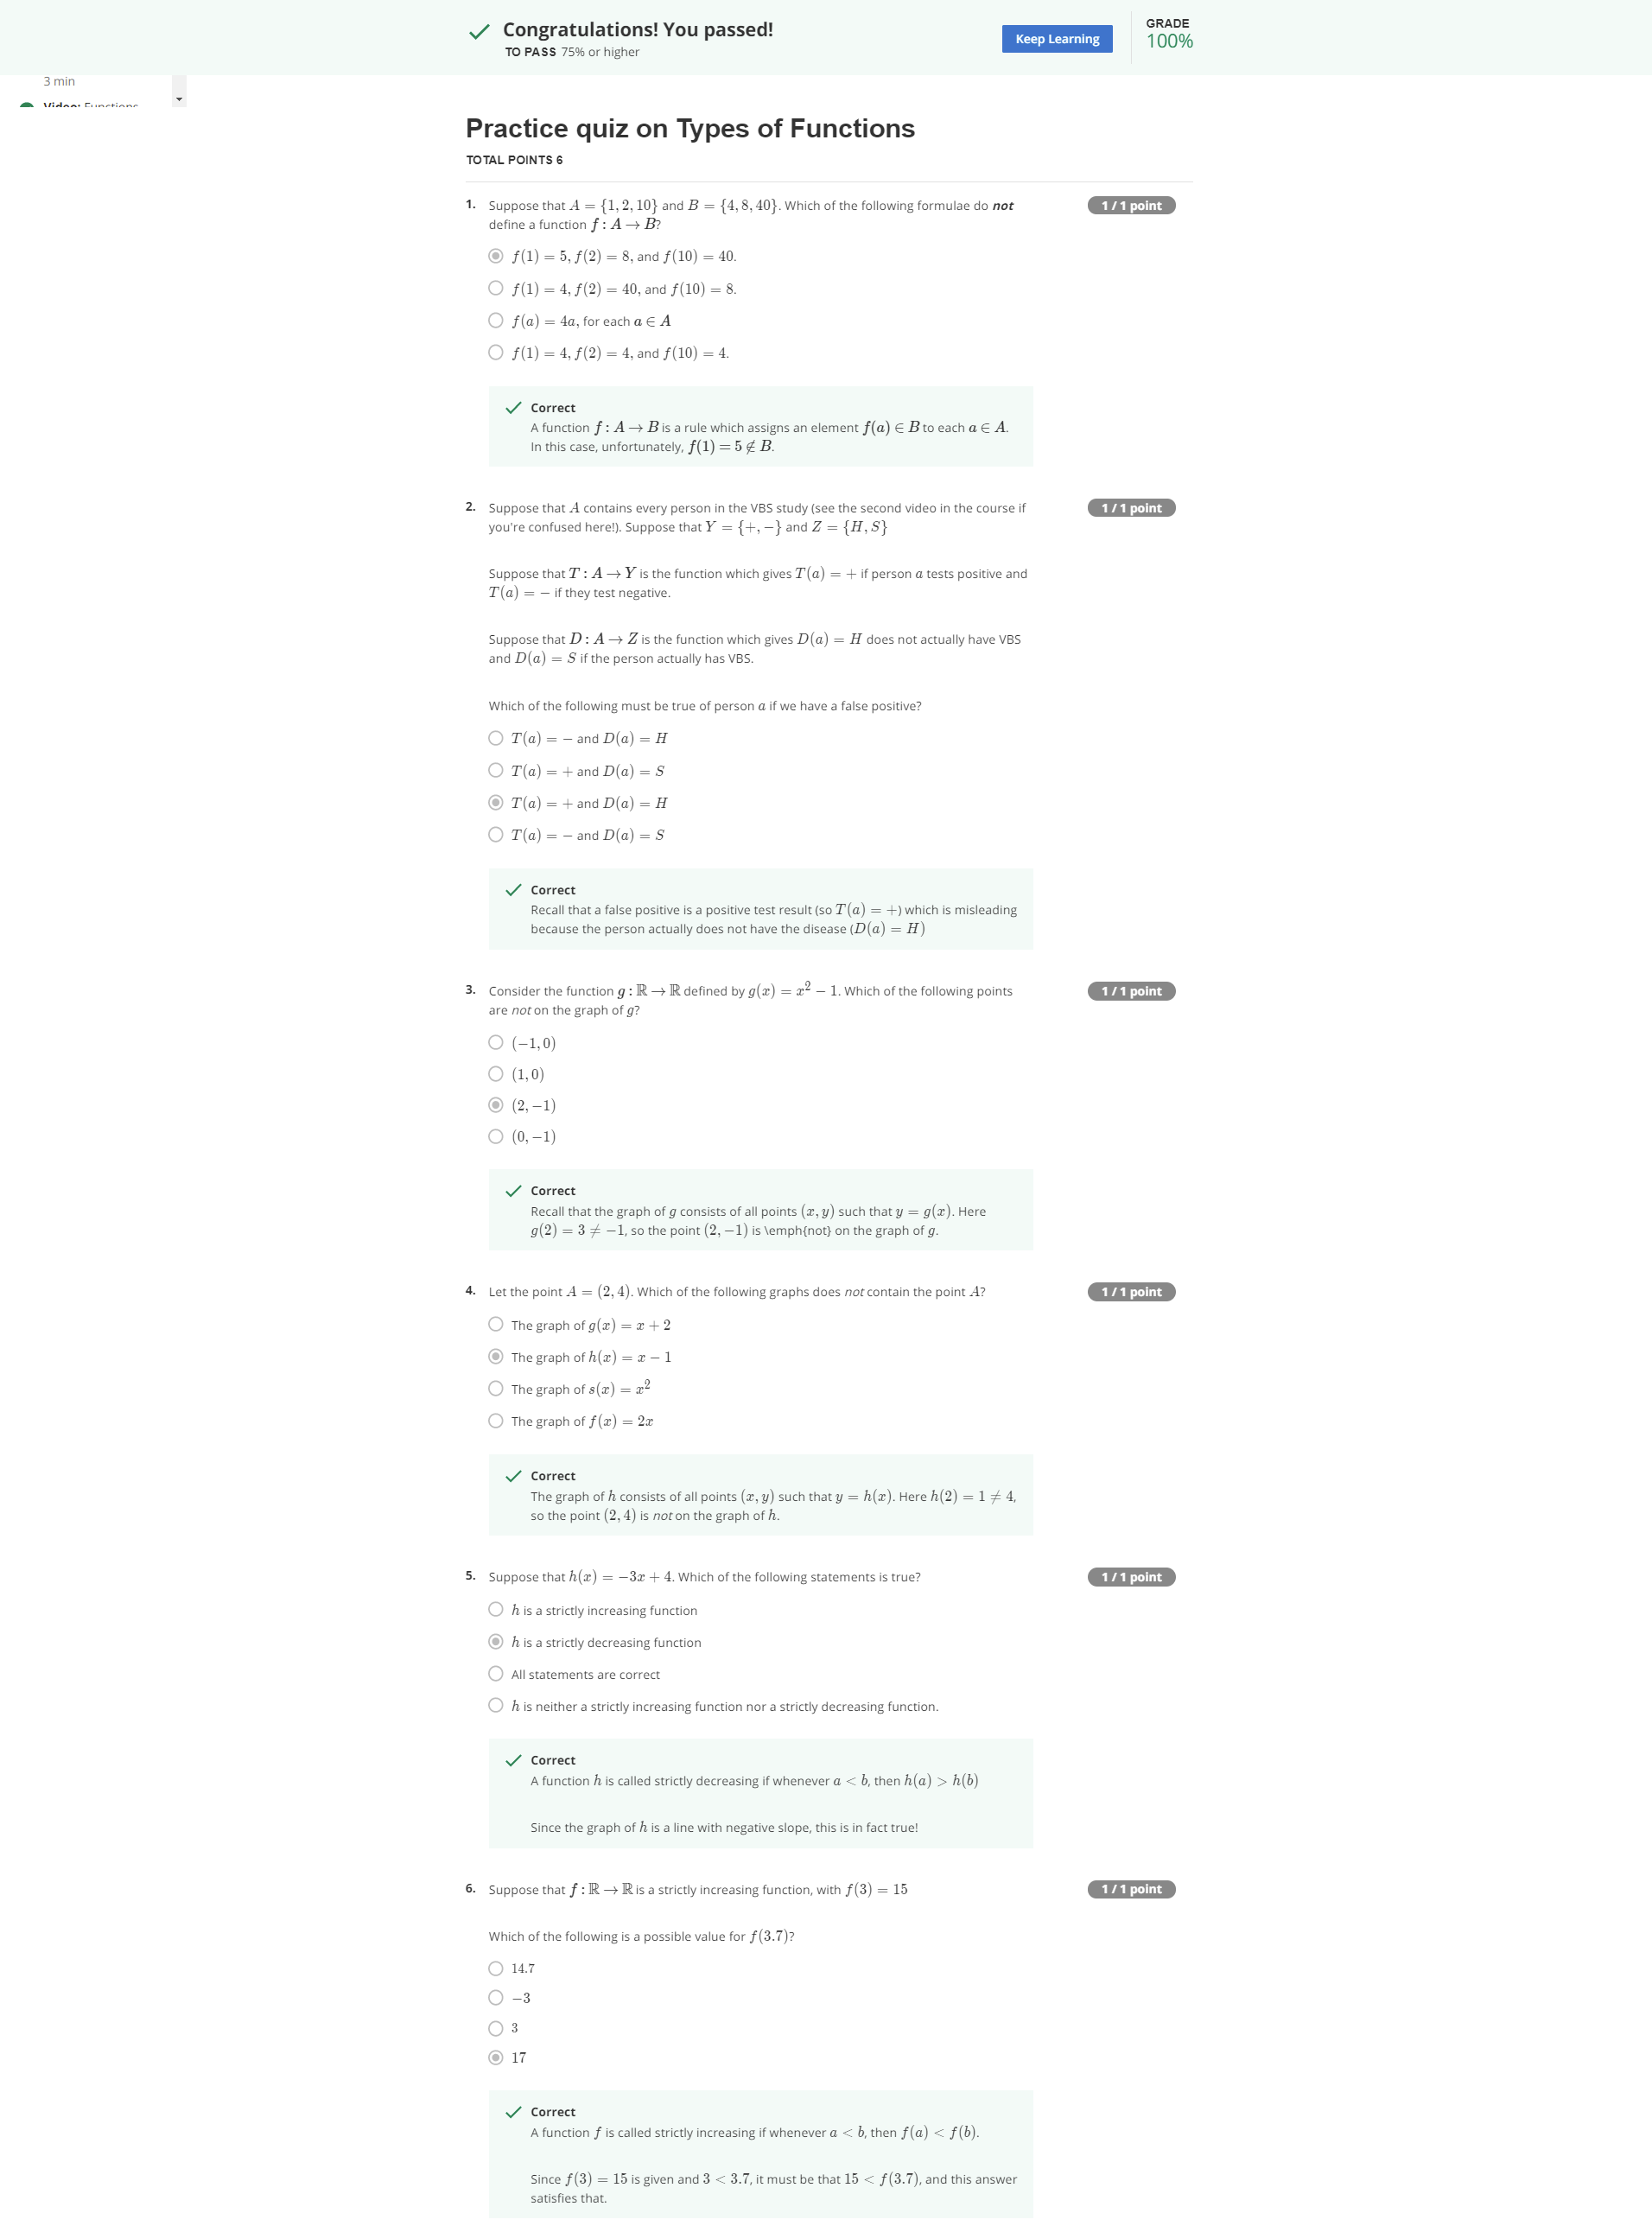 Congratulations! You passed!
TO PASS 75% or higher
Keep Learning
GRADE
100%
3 min
Video: Functions
Practice quiz on Types of Functions
TOTAL POINTS 6
1. Suppose that A = {1, 2, 10} and B = {4, 8, 40}. Which of the following formulae do not
define a function f : A → B?
1 / 1 point
f(1) = 5, f(2) = 8, and f(10) = 40.
f(1) = 4, f(2) = 40, and f(10) = 8.
f(a) = 4a, for each a ∈ A
f(1) = 4, f(2) = 4, and f(10) = 4.
Correct
A function f : A → B is a rule which assigns an element f(a) ∈ B to each a ∈ A.
In this case, unfortunately, f(1) = 5 ∉ B.
2. Suppose that A contains every person in the VBS study (see the second video in the course if
you're confused here!). Suppose that Y = {+, −} and Z = {H, S}
1 / 1 point
Suppose that T : A → Y is the function which gives T(a) = + if person a tests positive and
T(a) = − if they test negative.
Suppose that D : A → Z is the function which gives D(a) = H does not actually have VBS
and D(a) = S if the person actually has VBS.
Which of the following must be true of person a if we have a false positive?
T(a) = − and D(a) = H
T(a) = + and D(a) = S
T(a) = + and D(a) = H
T(a) = − and D(a) = S
Correct
Recall that a false positive is a positive test result (so T(a) = +) which is misleading
because the person actually does not have the disease (D(a) = H)
3. Consider the function g : ℝ → ℝ defined by g(x) = x² − 1. Which of the following points
are not on the graph of g?
1 / 1 point
(−1, 0)
(1, 0)
(2, −1)
(0, −1)
Correct
Recall that the graph of g consists of all points (x, y) such that y = g(x). Here
g(2) = 3 ≠ −1, so the point (2, −1) is \emph{not} on the graph of g.
4. Let the point A = (2, 4). Which of the following graphs does not contain the point A?
1 / 1 point
The graph of g(x) = x + 2
The graph of h(x) = x − 1
The graph of s(x) = x²
The graph of f(x) = 2x
Correct
The graph of h consists of all points (x, y) such that y = h(x). Here h(2) = 1 ≠ 4,
so the point (2, 4) is not on the graph of h.
5. Suppose that h(x) = −3x + 4. Which of the following statements is true?
1 / 1 point
h is a strictly increasing function
h is a strictly decreasing function
All statements are correct
h is neither a strictly increasing function nor a strictly decreasing function.
Correct
A function h is called strictly decreasing if whenever a < b, then h(a) > h(b)
Since the graph of h is a line with negative slope, this is in fact true!
6. Suppose that f : ℝ → ℝ is a strictly increasing function, with f(3) = 15
1 / 1 point
Which of the following is a possible value for f(3.7)?
14.7
−3
3
17
Correct
A function f is called strictly increasing if whenever a < b, then f(a) < f(b).
Since f(3) = 15 is given and 3 < 3.7, it must be that 15 < f(3.7), and this answer
satisfies that.